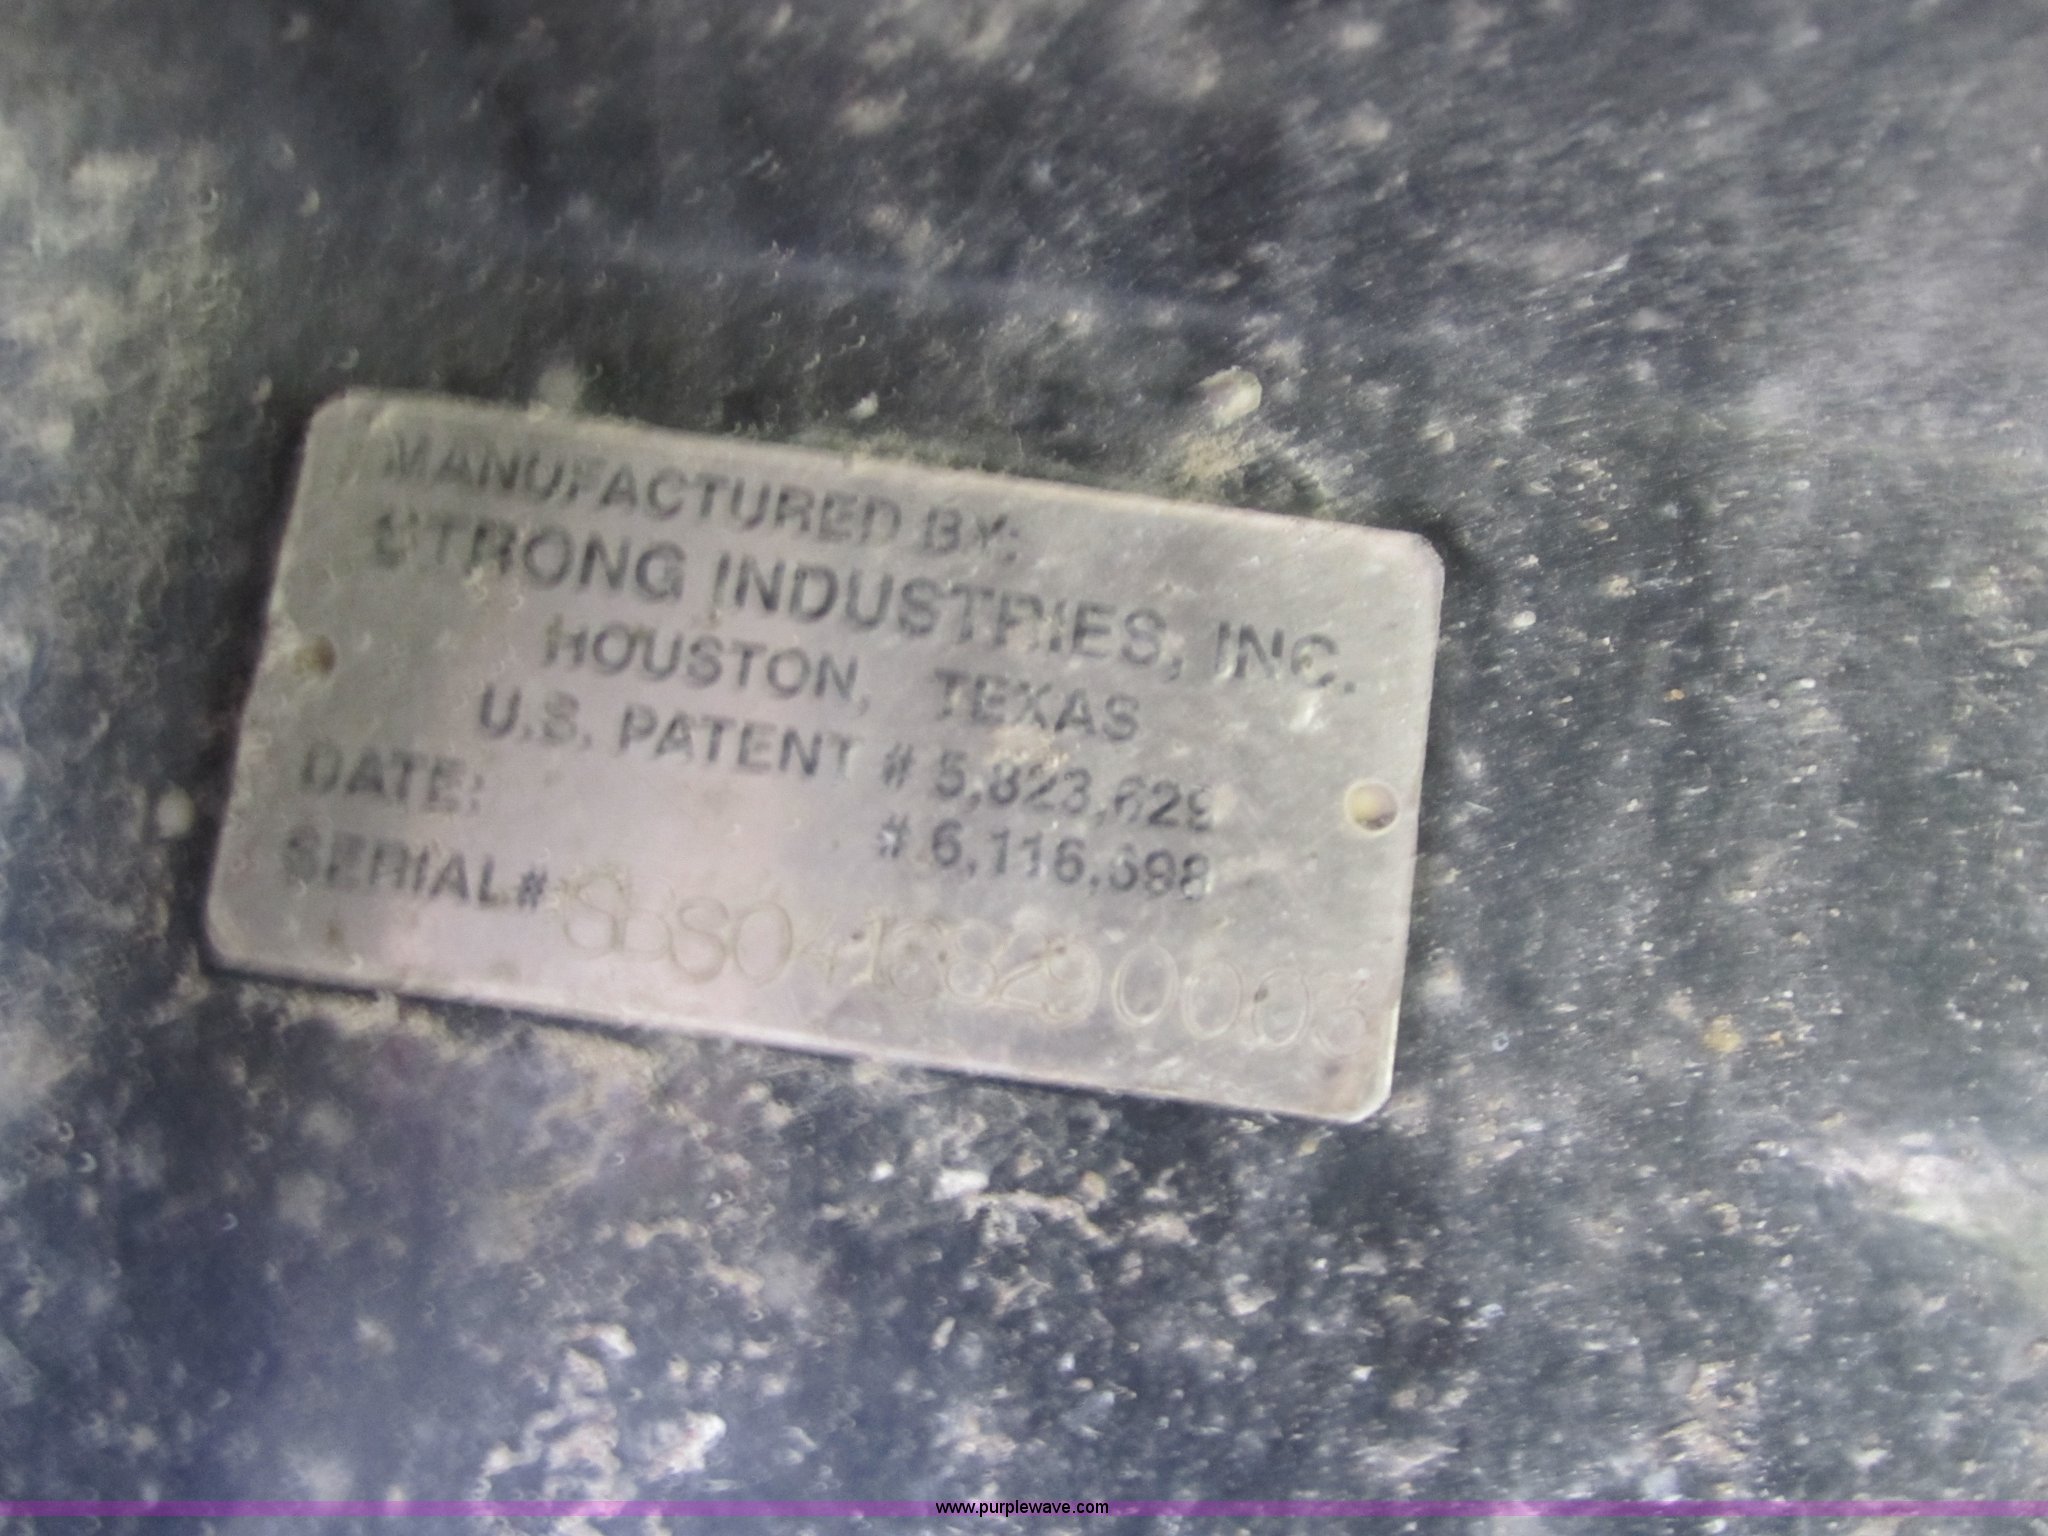 MANUFACTURED BY:
STRONG INDUSTRIES, INC.
HOUSTON, TEXAS
U.S. PATENT # 5,823,629
DATE: # 6,116,698
SERIAL#
www.purplewave.com